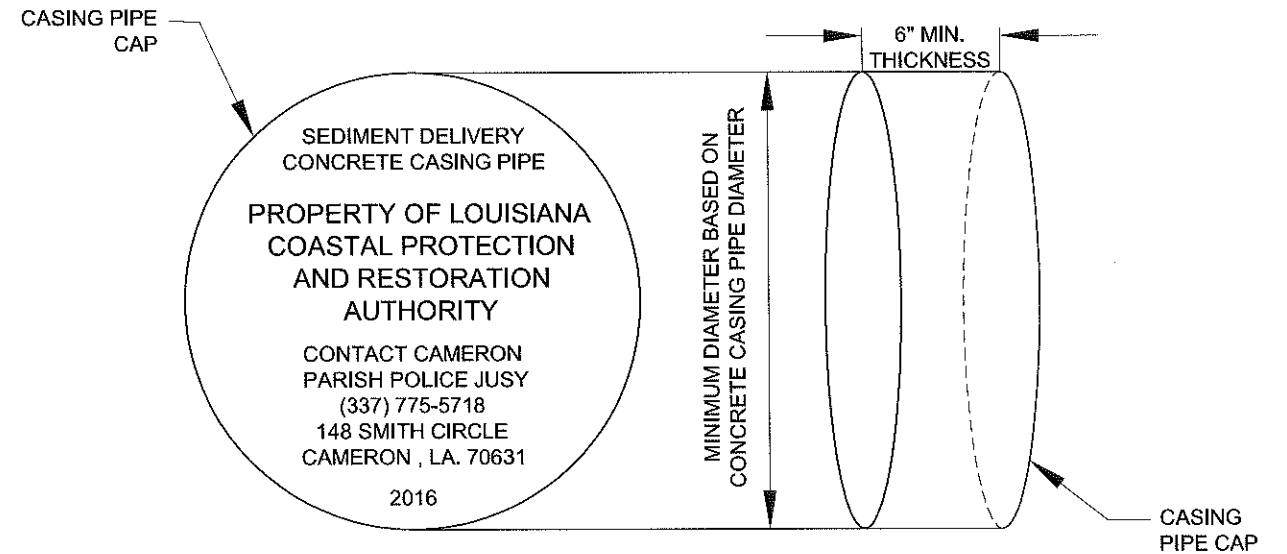 CASING PIPE
CAP
SEDIMENT DELIVERY
CONCRETE CASING PIPE
PROPERTY OF LOUISIANA
COASTAL PROTECTION
AND RESTORATION
AUTHORITY
CONTACT CAMERON
PARISH POLICE JUSY
(337) 775-5718
148 SMITH CIRCLE
CAMERON , LA. 70631
2016
MINIMUM DIAMETER BASED ON
CONCRETE CASING PIPE DIAMETER
6" MIN.
THICKNESS
CASING
PIPE CAP